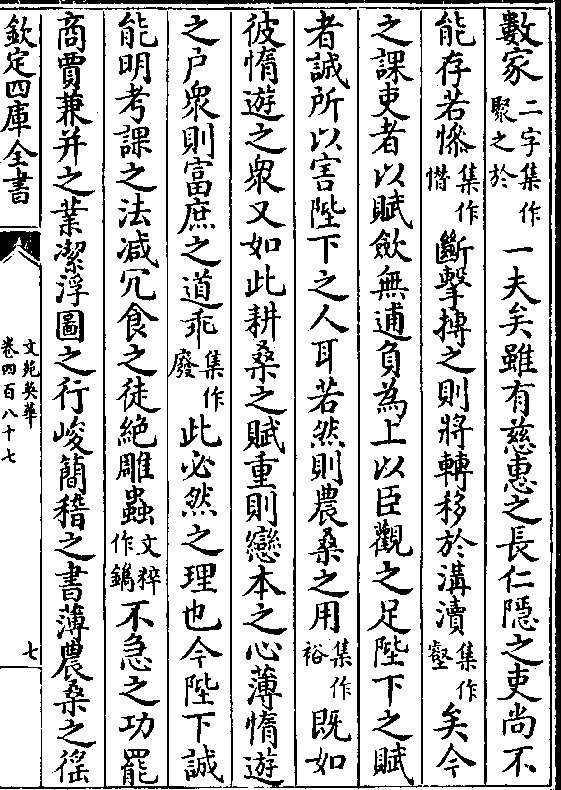 數家二字集作聚之於一夫矣雖有慈惠之長仁隱之吏尚不
能存若慘集作憯斷擊搏之則將轉移於溝瀆集作壑矣今
之課吏者以賦斂無逋負為上以臣觀之足陛下之賦
者誠所以害陛下之人耳若然則農桑之用集作裕既如
彼惰遊之衆又如此耕桑之賦重則戀本之心薄惰遊
之户衆則富庶之道乖集作廢此必然之理也今陛下誠
能明考課之法减冗食之徒絶雕蟲文粹作鐫不急之功罷
商賈兼并之業潔浮圖之行峻簡稽之書薄農桑之徭
欽定四庫全書
文苑英華
卷四百八十七
七